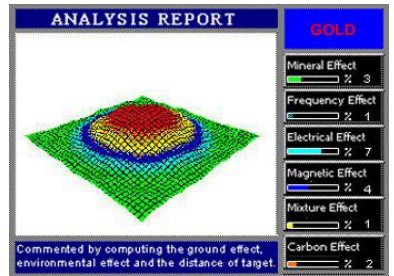 ANALYSIS REPORT
GOLD
Mineral Effect
% 3
Frequency Effect
% 1
Electrical Effect
% 7
Magnetic Effect
% 4
Mixture Effect
% 1
Carbon Effect
% 2
Commented by computing the ground effect,
environmental effect and the distance of target.